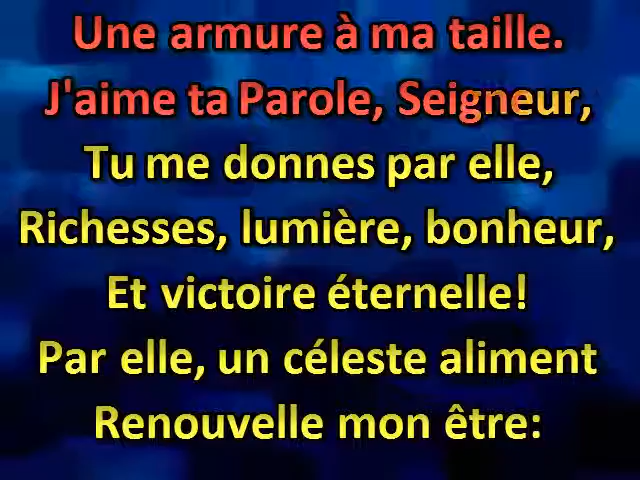 Une armure à ma taille.
J'aime ta Parole, Seigneur,
Tu me donnes par elle,
Richesses, lumière, bonheur,
Et victoire éternelle!
Par elle, un céleste aliment
Renouvelle mon être: